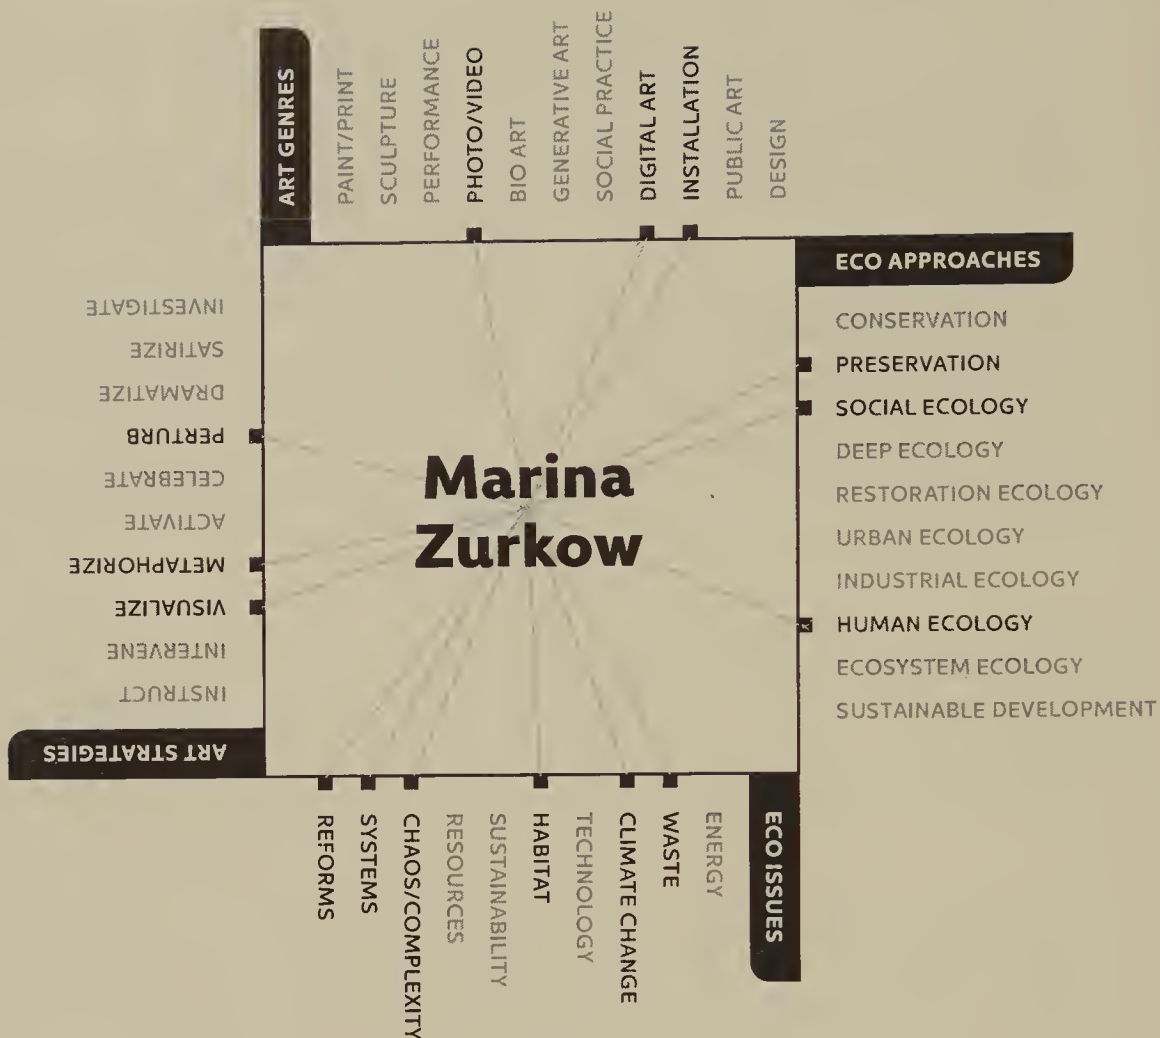 ART GENRES
PAINT/PRINT
SCULPTURE
PERFORMANCE
PHOTO/VIDEO
BIO ART
GENERATIVE ART
SOCIAL PRACTICE
DIGITAL ART
INSTALLATION
PUBLIC ART
DESIGN
ECO APPROACHES
CONSERVATION
PRESERVATION
SOCIAL ECOLOGY
DEEP ECOLOGY
RESTORATION ECOLOGY
URBAN ECOLOGY
INDUSTRIAL ECOLOGY
HUMAN ECOLOGY
ECOSYSTEM ECOLOGY
SUSTAINABLE DEVELOPMENT
Marina
Zurkow
INVESTIGATE
SATIRIZE
DRAMATIZE
PERTURB
CELEBRATE
ACTIVATE
METAPHORIZE
VISUALIZE
INTERVENE
INSTRUCT
ART STRATEGIES
REFORMS
SYSTEMS
CHAOS/COMPLEXITY
RESOURCES
SUSTAINABILITY
HABITAT
TECHNOLOGY
CLIMATE CHANGE
WASTE
ENERGY
ECO ISSUES